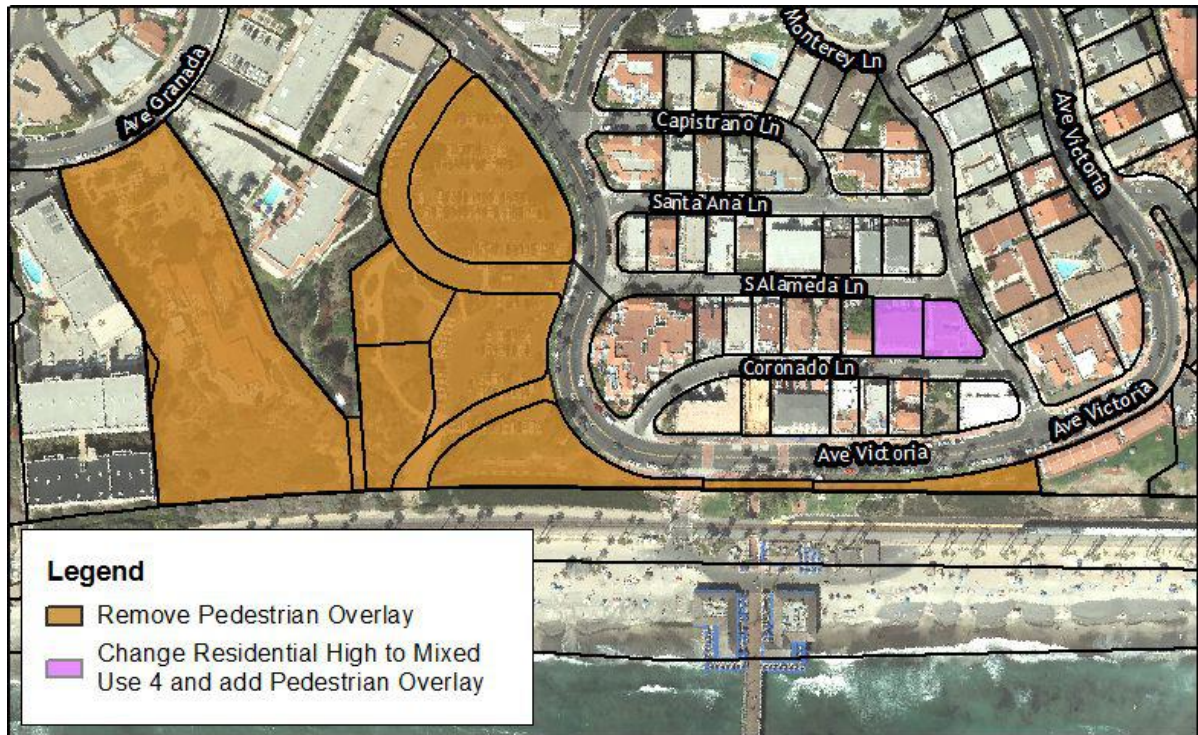 Monterey Ln
Ave Granada
Ave Victoria
Capistrano Ln
Santa Ana Ln
S Alameda Ln
Coronado Ln
Ave Victoria
Ave Victoria
Legend
Remove Pedestrian Overlay
Change Residential High to Mixed
Use 4 and add Pedestrian Overlay